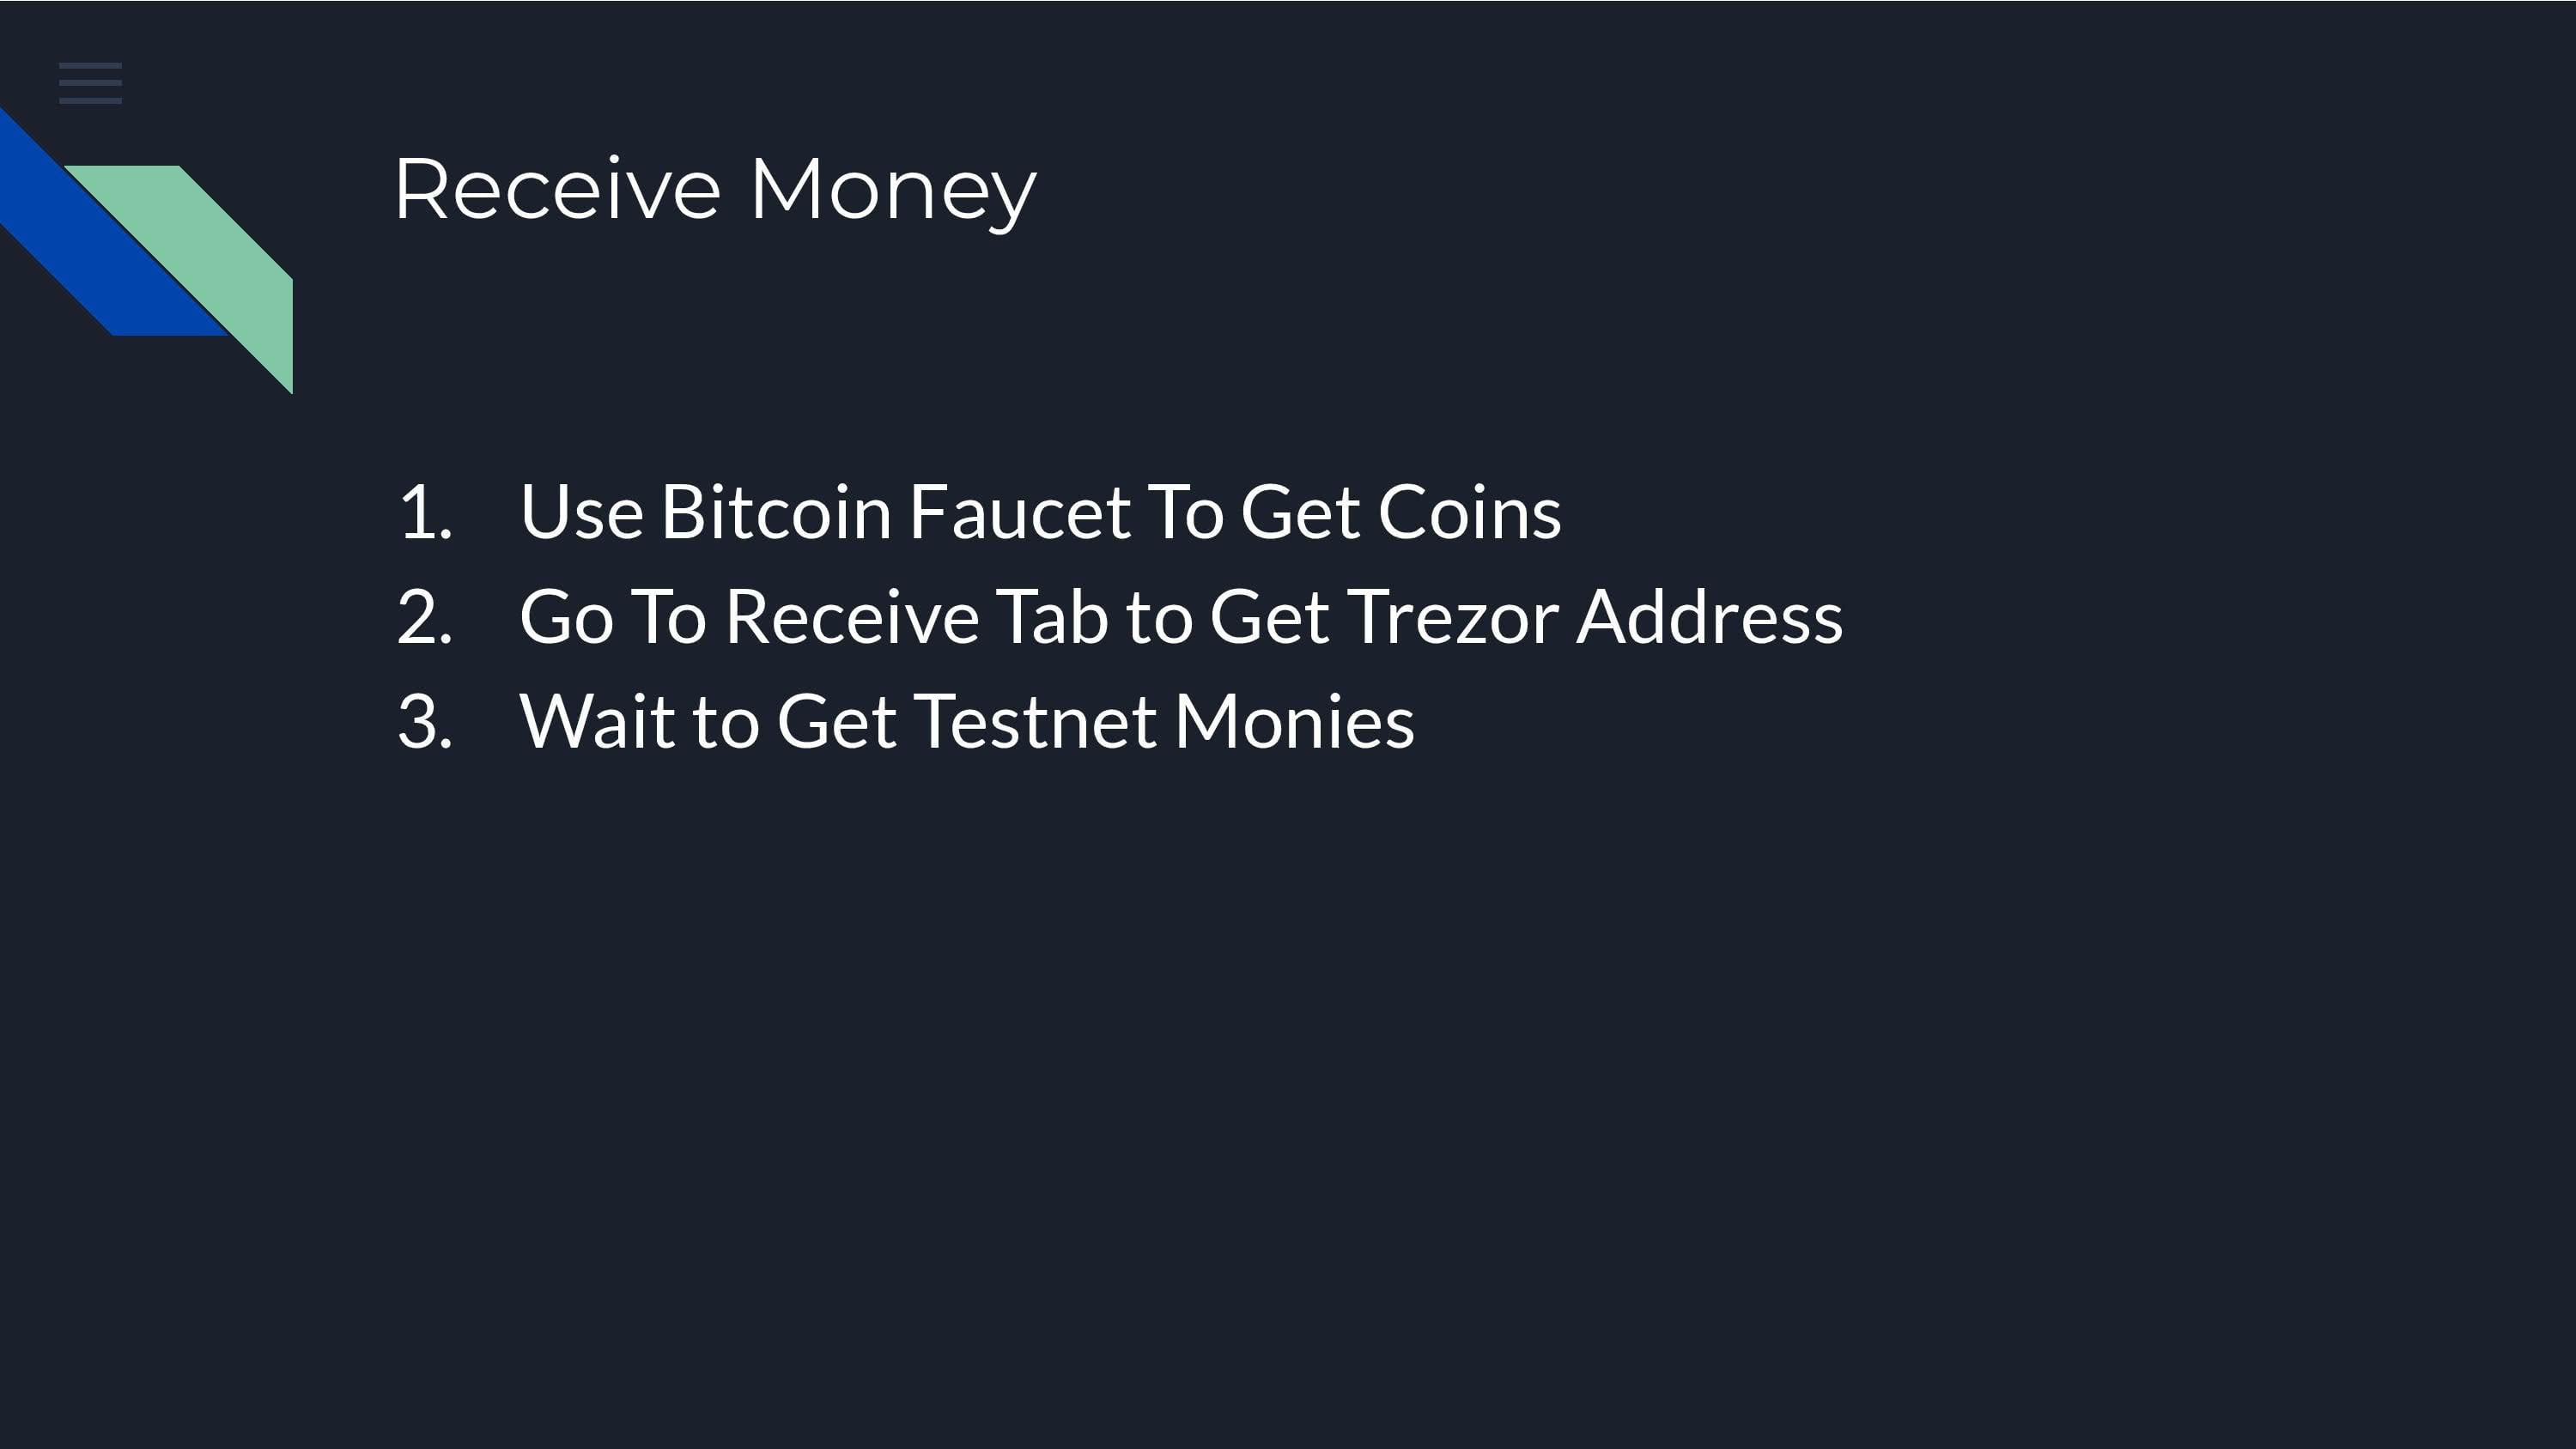 Receive Money
1. Use Bitcoin Faucet To Get Coins
2. Go To Receive Tab to Get Trezor Address
3. Wait to Get Testnet Monies